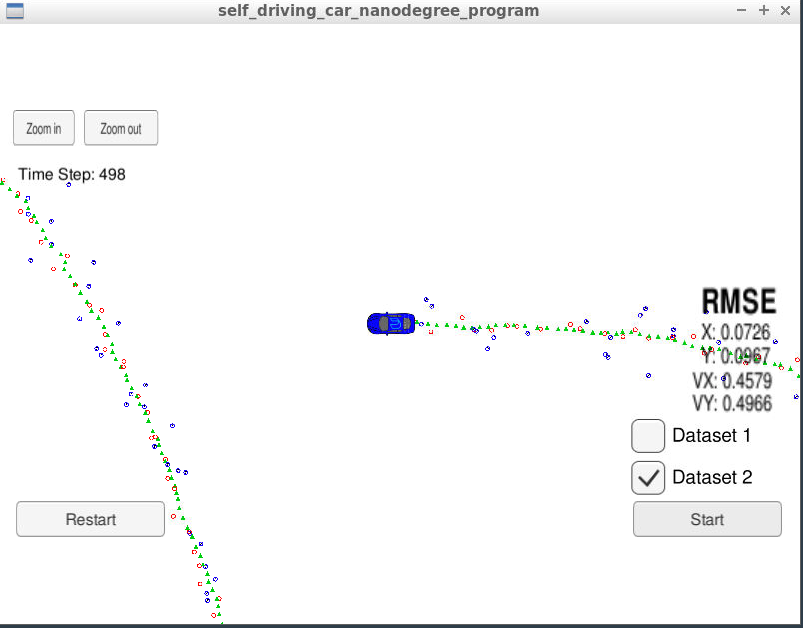 self_driving_car_nanodegree_program
Zoom in
Zoom out
Time Step: 498
RMSE
X: 0.0726
Y: 0.0967
VX: 0.4579
VY: 0.4966
Dataset 1
Dataset 2
Restart
Start